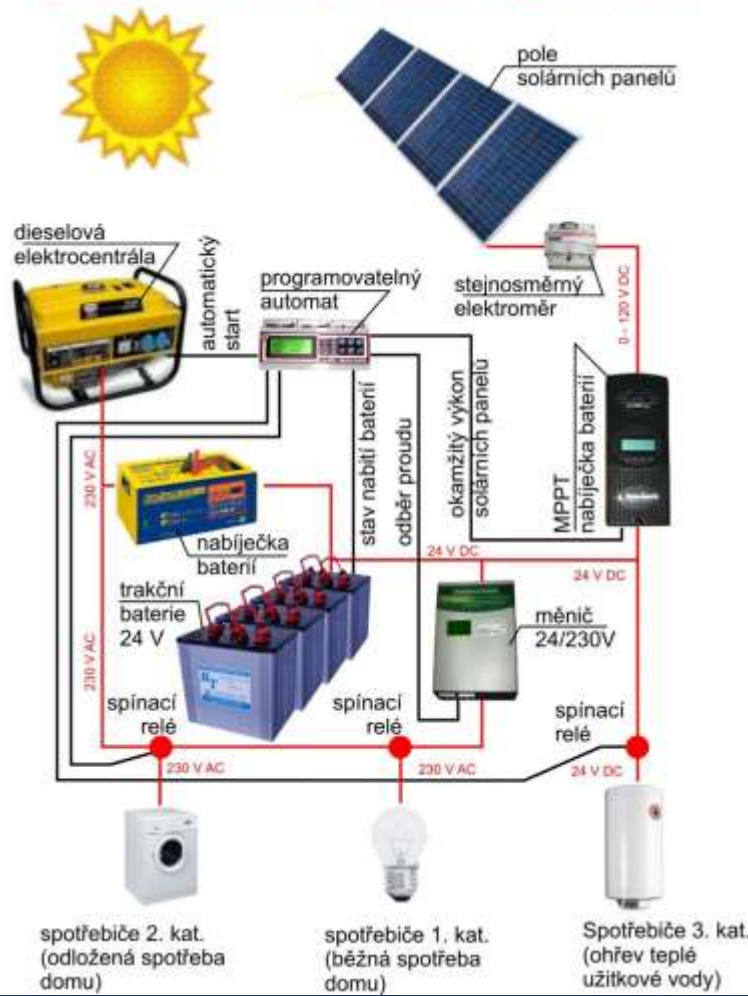 pole
solárních panelů
dieselová
elektrocentrála
automatický
start
programovatelný
automat
stejnosměrný
elektroměr
0 - 120 V DC
230 V AC
nabíječka
baterií
stav nabití baterií
odběr proudu
okamžitý výkon
solárních panelů
MPPT
nabíječka baterií
24 V DC
24 V DC
trakční
baterie
24 V
měnič
24/230V
230 V AC
spínací
relé
spínací
relé
spínací
relé
230 V AC
230 V AC
24 V DC
spotřebiče 2. kat.
(odložená spotřeba
domu)
spotřebiče 1. kat.
(běžná spotřeba
domu)
Spotřebiče 3. kat.
(ohřev teplé
užitkové vody)